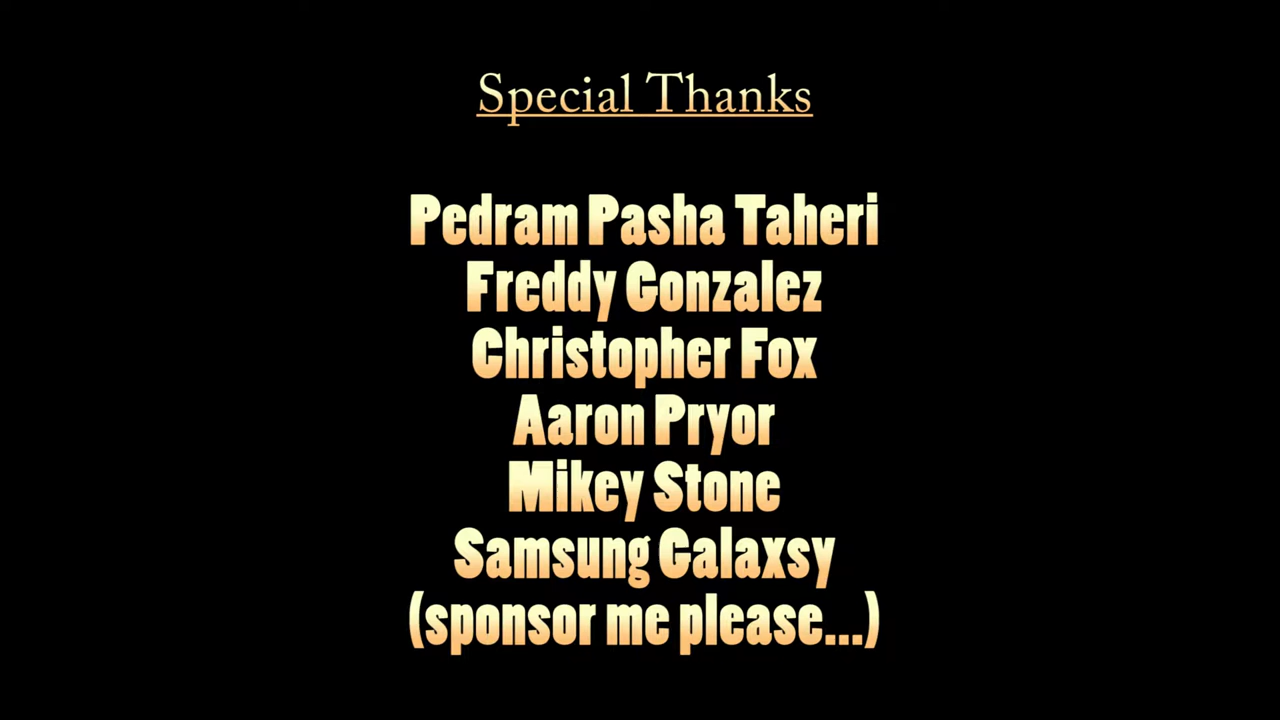 Special Thanks
Pedram Pasha Taheri
Freddy Gonzalez
Christopher Fox
Aaron Pryor
Mikey Stone
Samsung Galaxsy
(sponsor me please...)